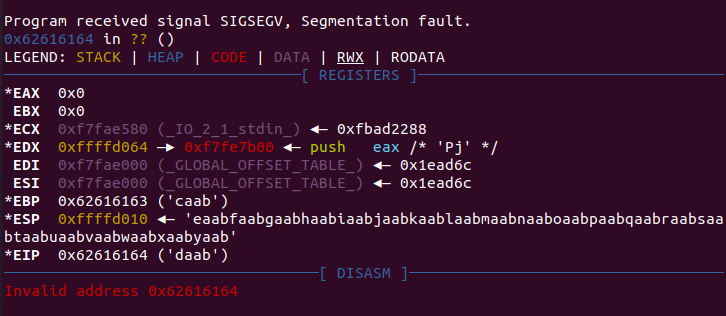 Program received signal SIGSEGV, Segmentation fault.
0x62616164 in ?? ()
LEGEND: STACK | HEAP | CODE | DATA | RWX | RODATA
[ REGISTERS ]
*EAX  0x0
 EBX  0x0
*ECX  0xf7fae580 (_IO_2_1_stdin_) ◂— 0xfbad2288
*EDX  0xffffd064 —▸ 0xf7fe7b00 ◂— push   eax /* 'Pj' */
 EDI  0xf7fae000 (_GLOBAL_OFFSET_TABLE_) ◂— 0x1ead6c
 ESI  0xf7fae000 (_GLOBAL_OFFSET_TABLE_) ◂— 0x1ead6c
*EBP  0x62616163 ('caab')
*ESP  0xffffd010 ◂— 'eaabfaabgaabhaabiaabjaabkaablaabmaabnaaboaabpaabqaabraabsaa
btaabuaabvaabwaabxaabyaab'
*EIP  0x62616164 ('daab')
[ DISASM ]
Invalid address 0x62616164